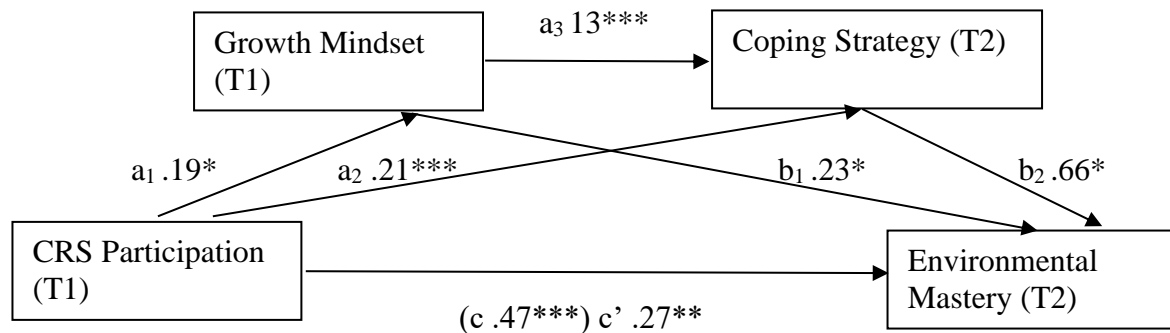 a₃ 13***
Growth Mindset
(T1)
Coping Strategy (T2)
a₁ .19*
a₂ .21***
b₁ .23*
b₂ .66*
CRS Participation
(T1)
Environmental
Mastery (T2)
(c .47***) c’ .27**